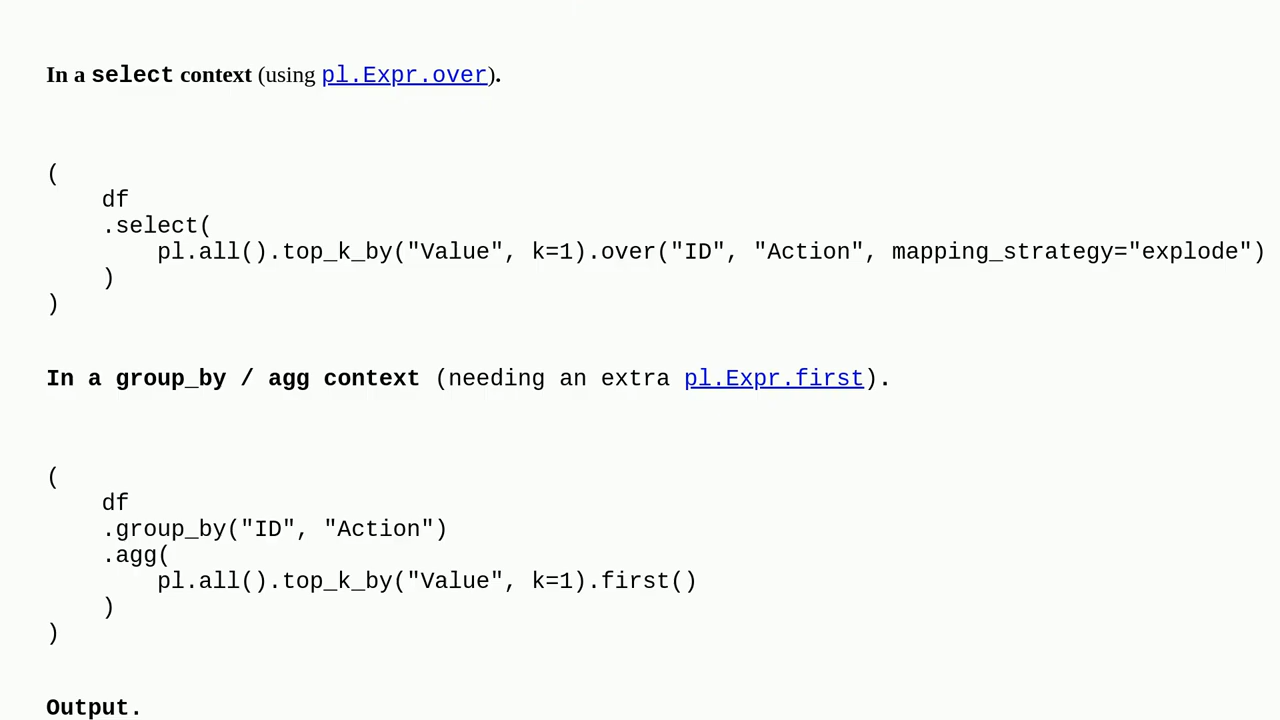 In a select context (using pl.Expr.over).
(
    df
    .select(
        pl.all().top_k_by("Value", k=1).over("ID", "Action", mapping_strategy="explode")
    )
)
In a group_by / agg context (needing an extra pl.Expr.first).
(
    df
    .group_by("ID", "Action")
    .agg(
        pl.all().top_k_by("Value", k=1).first()
    )
)
Output.